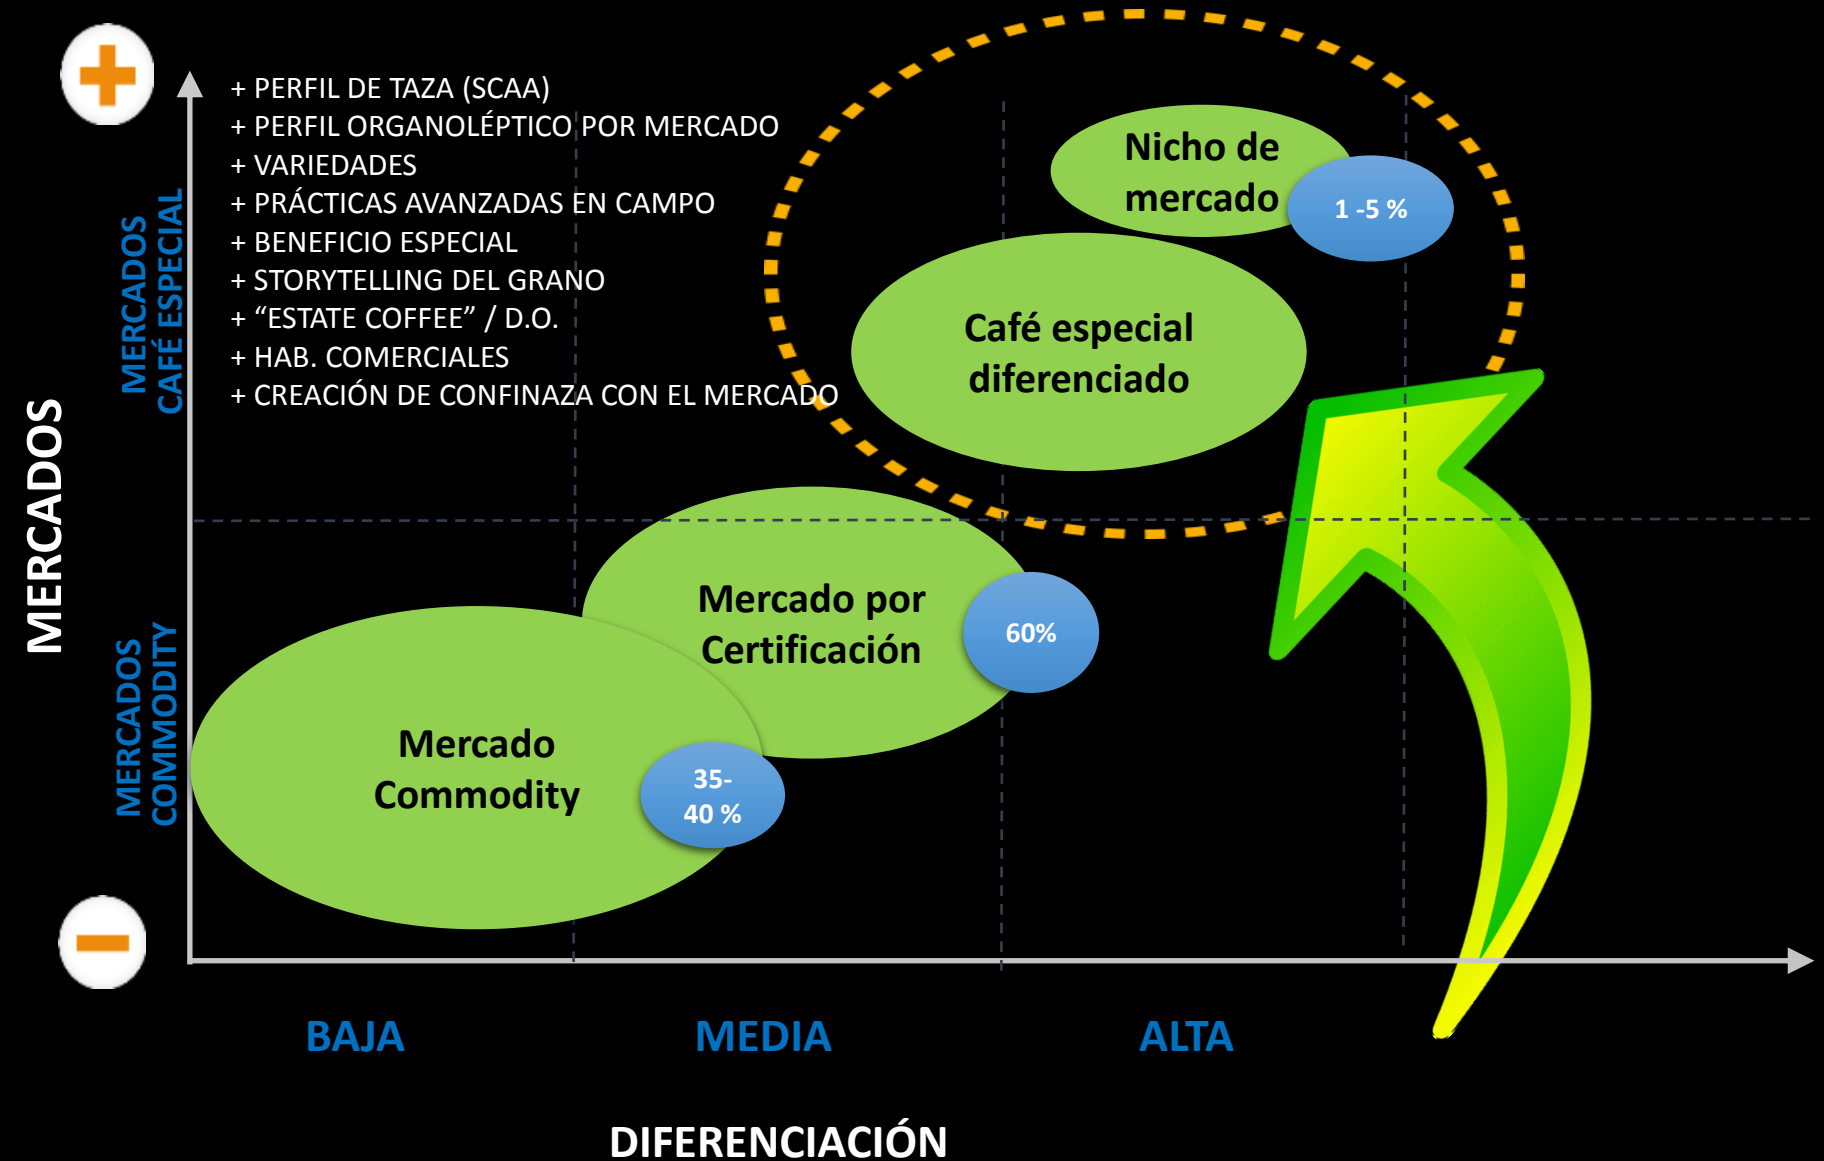 + PERFIL DE TAZA (SCAA)
+ PERFIL ORGANOLÉPTICO POR MERCADO
+ VARIEDADES
+ PRÁCTICAS AVANZADAS EN CAMPO
+ BENEFICIO ESPECIAL
+ STORYTELLING DEL GRANO
+ “ESTATE COFFEE” / D.O.
+ HAB. COMERCIALES
+ CREACIÓN DE CONFINAZA CON EL MERCADO
Nicho de
mercado
1 -5 %
Café especial
diferenciado
MERCADOS
MERCADOS
CAFÉ ESPECIAL
MERCADOS
COMMODITY
Mercado por
Certificación
60%
Mercado
Commodity
35-
40 %
BAJA
MEDIA
ALTA
DIFERENCIACIÓN